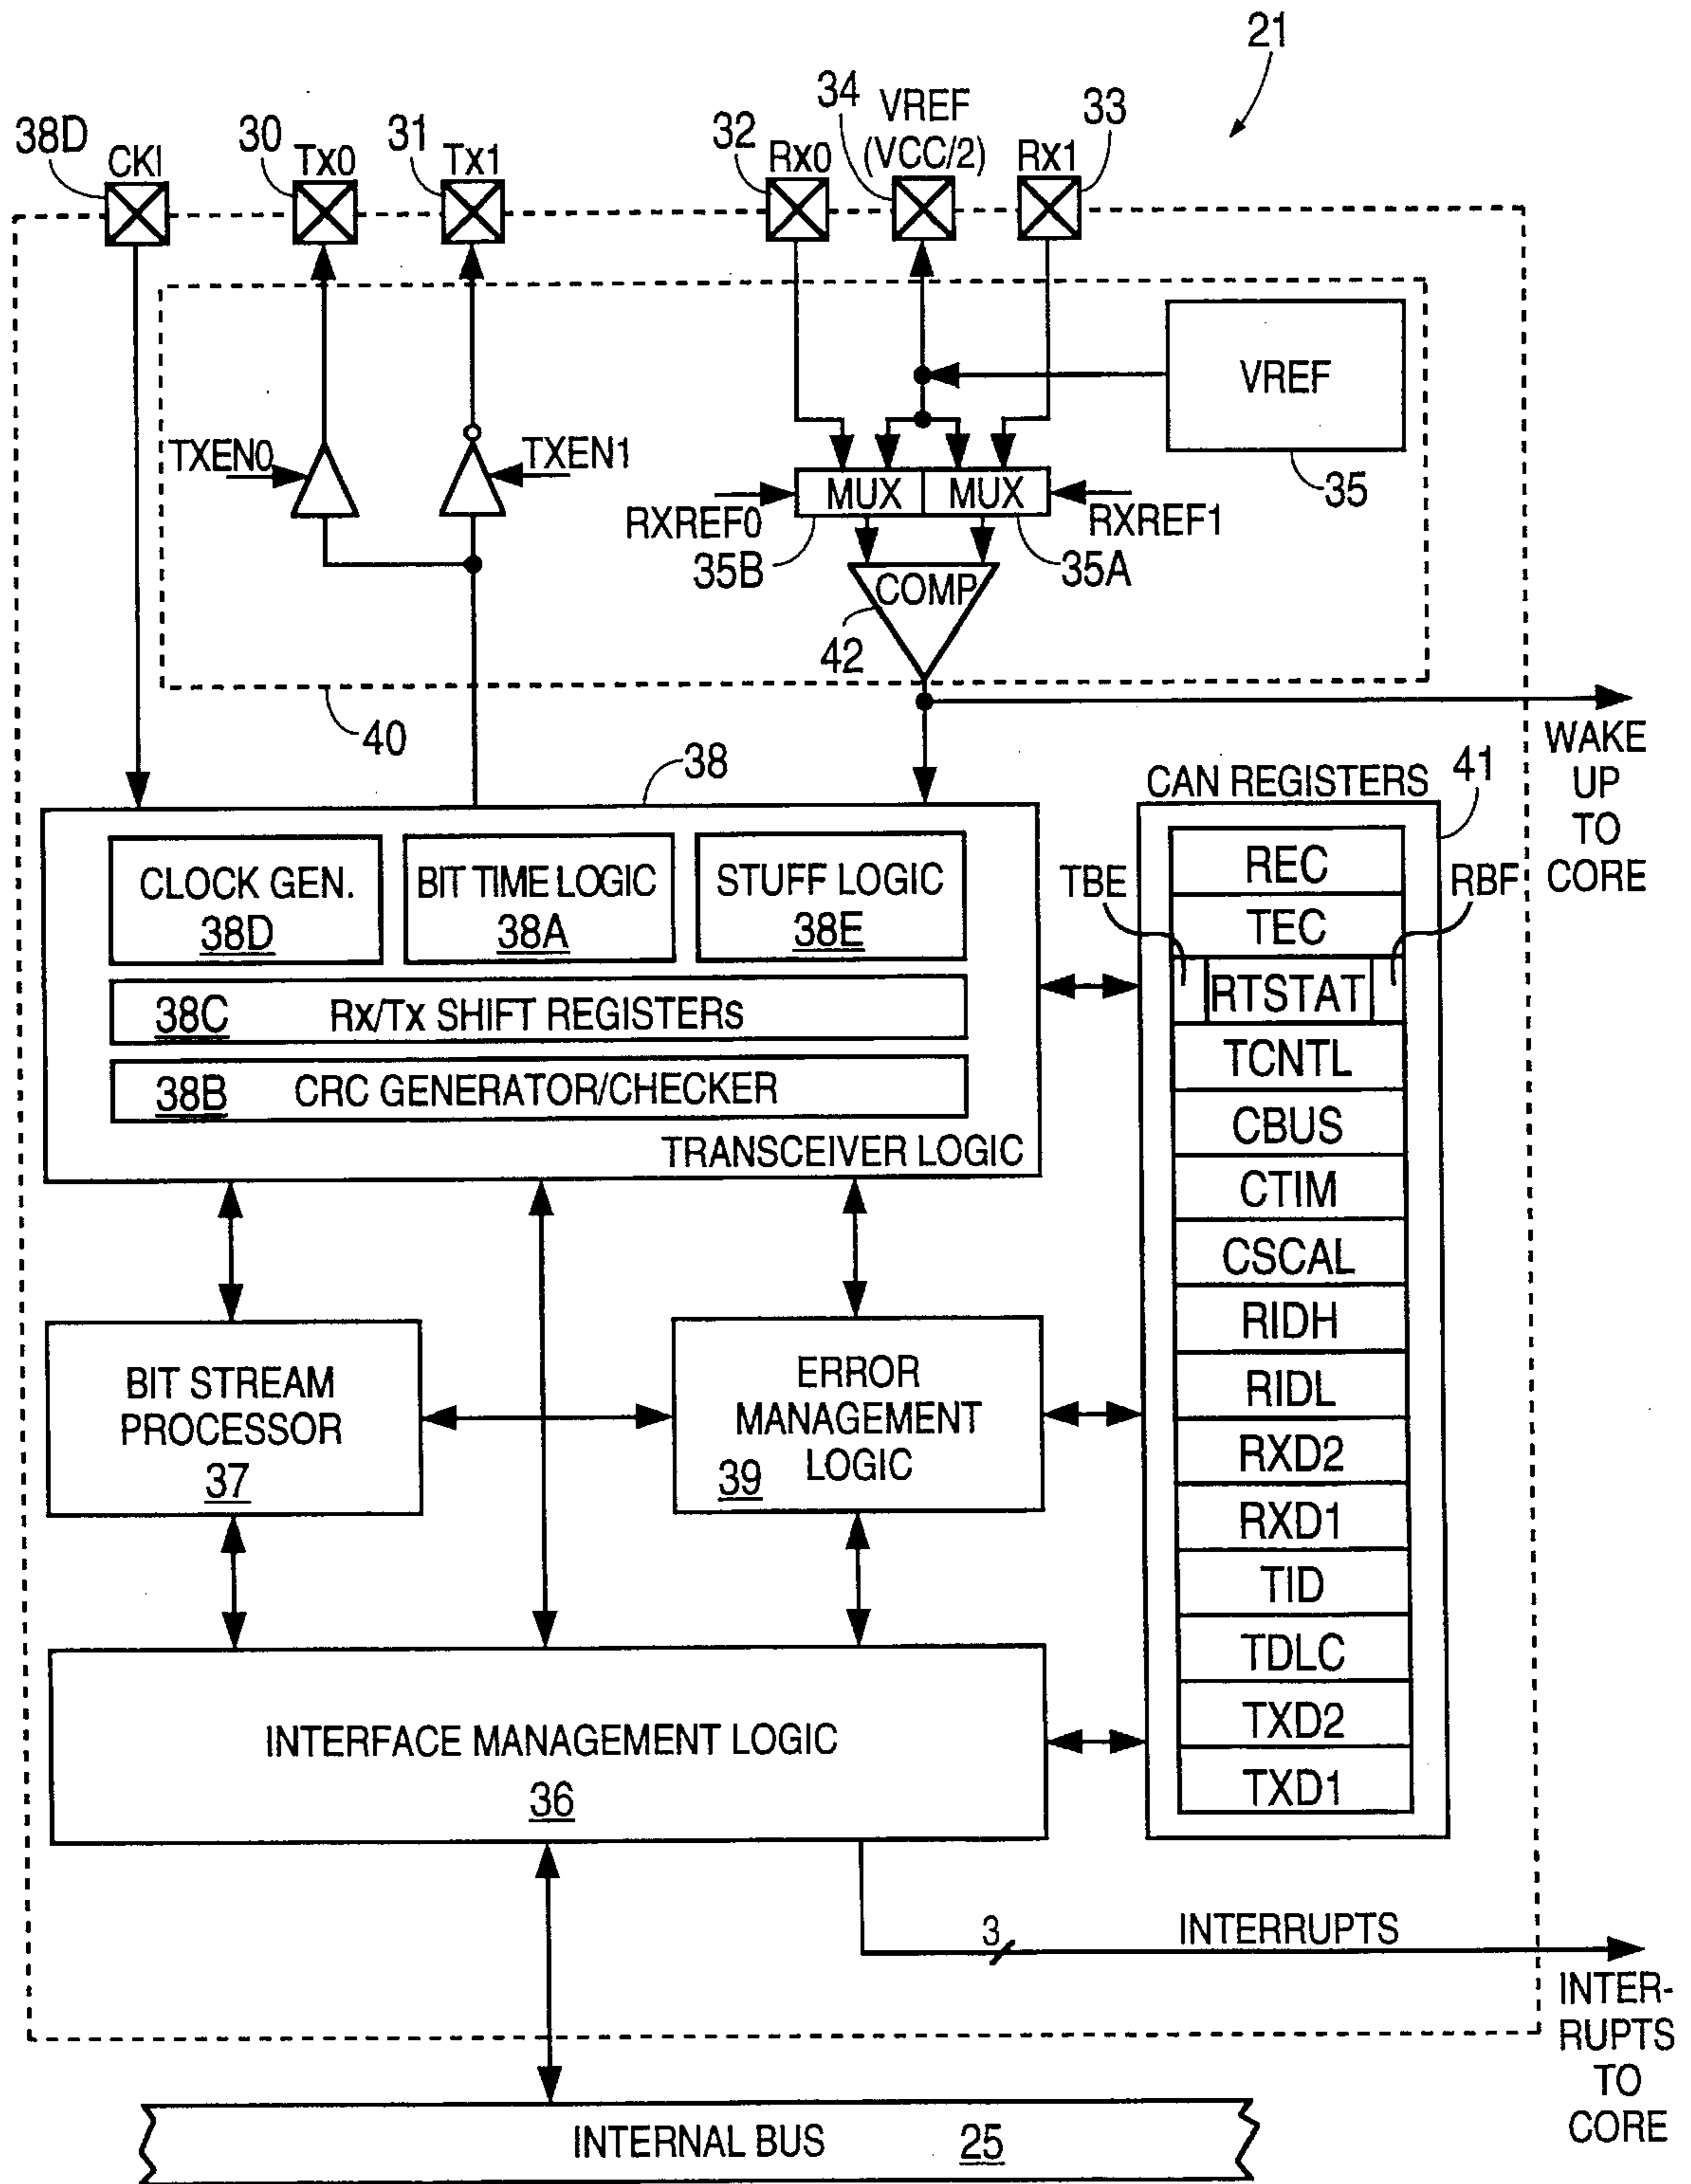 21
34
VREF
(VCC/2)
33
38D
CKI
30
Tx0
31
Tx1
32
Rx0
Rx1
VREF
35
TXEN0
TXEN1
MUX
MUX
RXREF0
RXREF1
35B
35A
COMP
42
40
WAKE
UP
TO
CORE
38
CAN REGISTERS
41
CLOCK GEN.
38D
BIT TIME LOGIC
38A
STUFF LOGIC
38E
38C
Rx/Tx SHIFT REGISTERs
38B
CRC GENERATOR/CHECKER
TRANSCEIVER LOGIC
TBE
RBF
REC
TEC
RTSTAT
TCNTL
CBUS
CTIM
CSCAL
RIDH
RIDL
RXD2
RXD1
TID
TDLC
TXD2
TXD1
BIT STREAM
PROCESSOR
37
ERROR
MANAGEMENT
LOGIC
39
INTERFACE MANAGEMENT LOGIC
36
3
INTERRUPTS
INTER-
RUPTS
TO
CORE
INTERNAL BUS
25